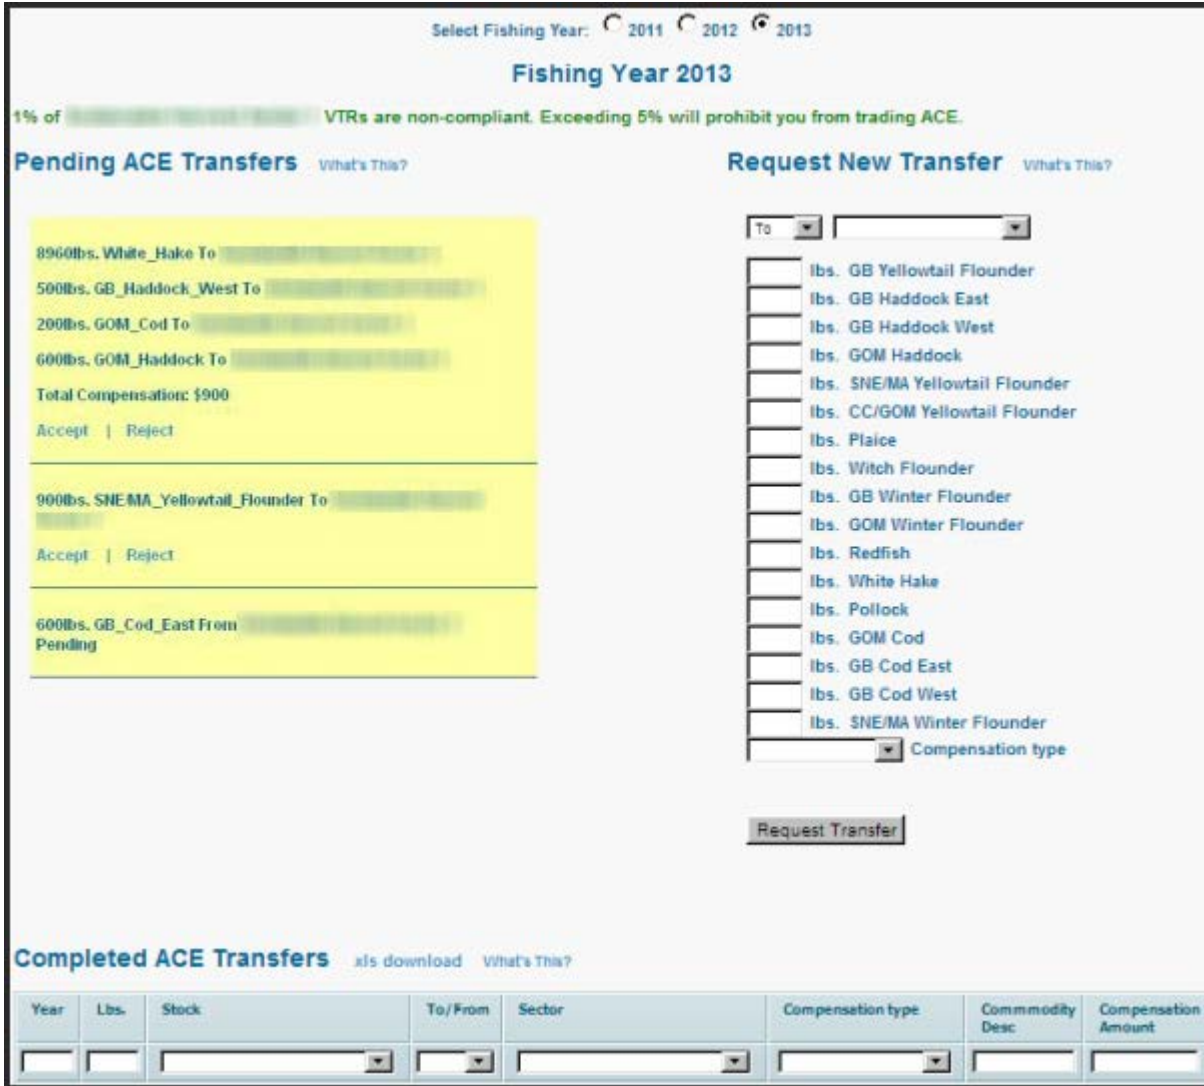 Select Fishing Year: 2011 2012 2013
Fishing Year 2013
1% of VTRs are non-compliant. Exceeding 5% will prohibit you from trading ACE.
Pending ACE Transfers What's This?
8960lbs. White_Hake To
500lbs. GB_Haddock_West To
200lbs. GOM_Cod To
600lbs. GOM_Haddock To
Total Compensation: $900
Accept | Reject
900lbs. SNE/MA_Yellowtail_Flounder To
Accept | Reject
600lbs. GB_Cod_East From
Pending
Request New Transfer What's This?
To
lbs. GB Yellowtail Flounder
lbs. GB Haddock East
lbs. GB Haddock West
lbs. GOM Haddock
lbs. SNE/MA Yellowtail Flounder
lbs. CC/GOM Yellowtail Flounder
lbs. Plaice
lbs. Witch Flounder
lbs. GB Winter Flounder
lbs. GOM Winter Flounder
lbs. Redfish
lbs. White Hake
lbs. Pollock
lbs. GOM Cod
lbs. GB Cod East
lbs. GB Cod West
lbs. SNE/MA Winter Flounder
Compensation type
Request Transfer
Completed ACE Transfers xls download What's This?
Year Lbs. Stock To/From Sector Compensation type Commmodity Desc Compensation Amount